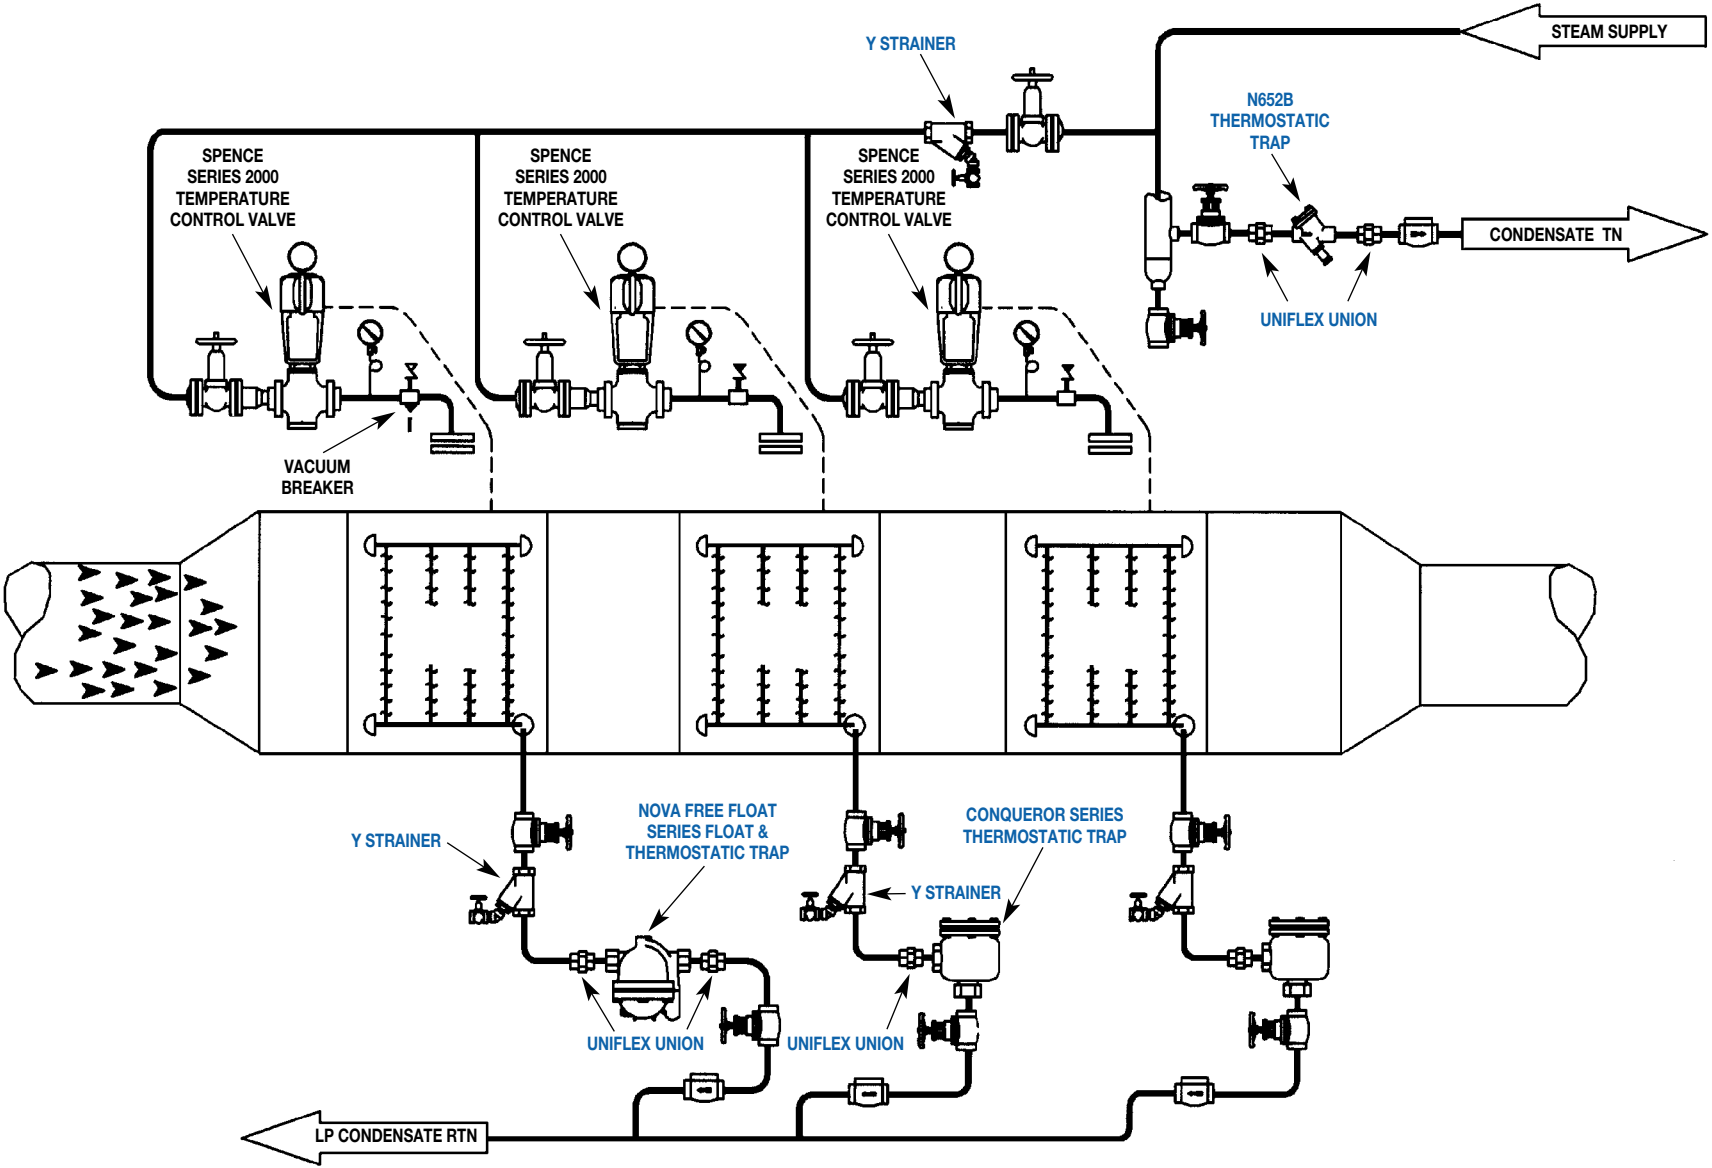 STEAM SUPPLY
Y STRAINER
N652B
THERMOSTATIC
TRAP
SPENCE
SERIES 2000
TEMPERATURE
CONTROL VALVE
SPENCE
SERIES 2000
TEMPERATURE
CONTROL VALVE
SPENCE
SERIES 2000
TEMPERATURE
CONTROL VALVE
CONDENSATE TN
UNIFLEX UNION
VACUUM
BREAKER
Y STRAINER
NOVA FREE FLOAT
SERIES FLOAT &
THERMOSTATIC TRAP
CONQUEROR SERIES
THERMOSTATIC TRAP
Y STRAINER
UNIFLEX UNION
UNIFLEX UNION
LP CONDENSATE RTN